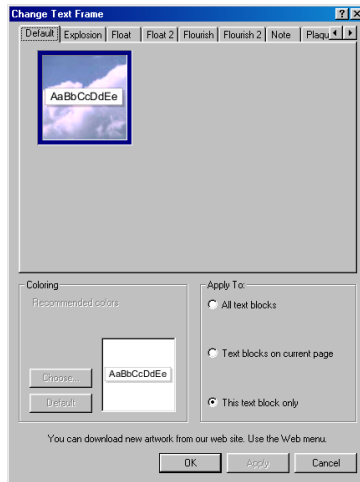 Change Text Frame
Default Explosion Float Float 2 Flourish Flourish 2 Note Plaqu
AaBbCcDdEe
Coloring
Recommended colors
AaBbCcDdEe
Choose...
Default
Apply To:
All text blocks
Text blocks on current page
This text block only
You can download new artwork from our web site. Use the Web menu.
OK Apply Cancel